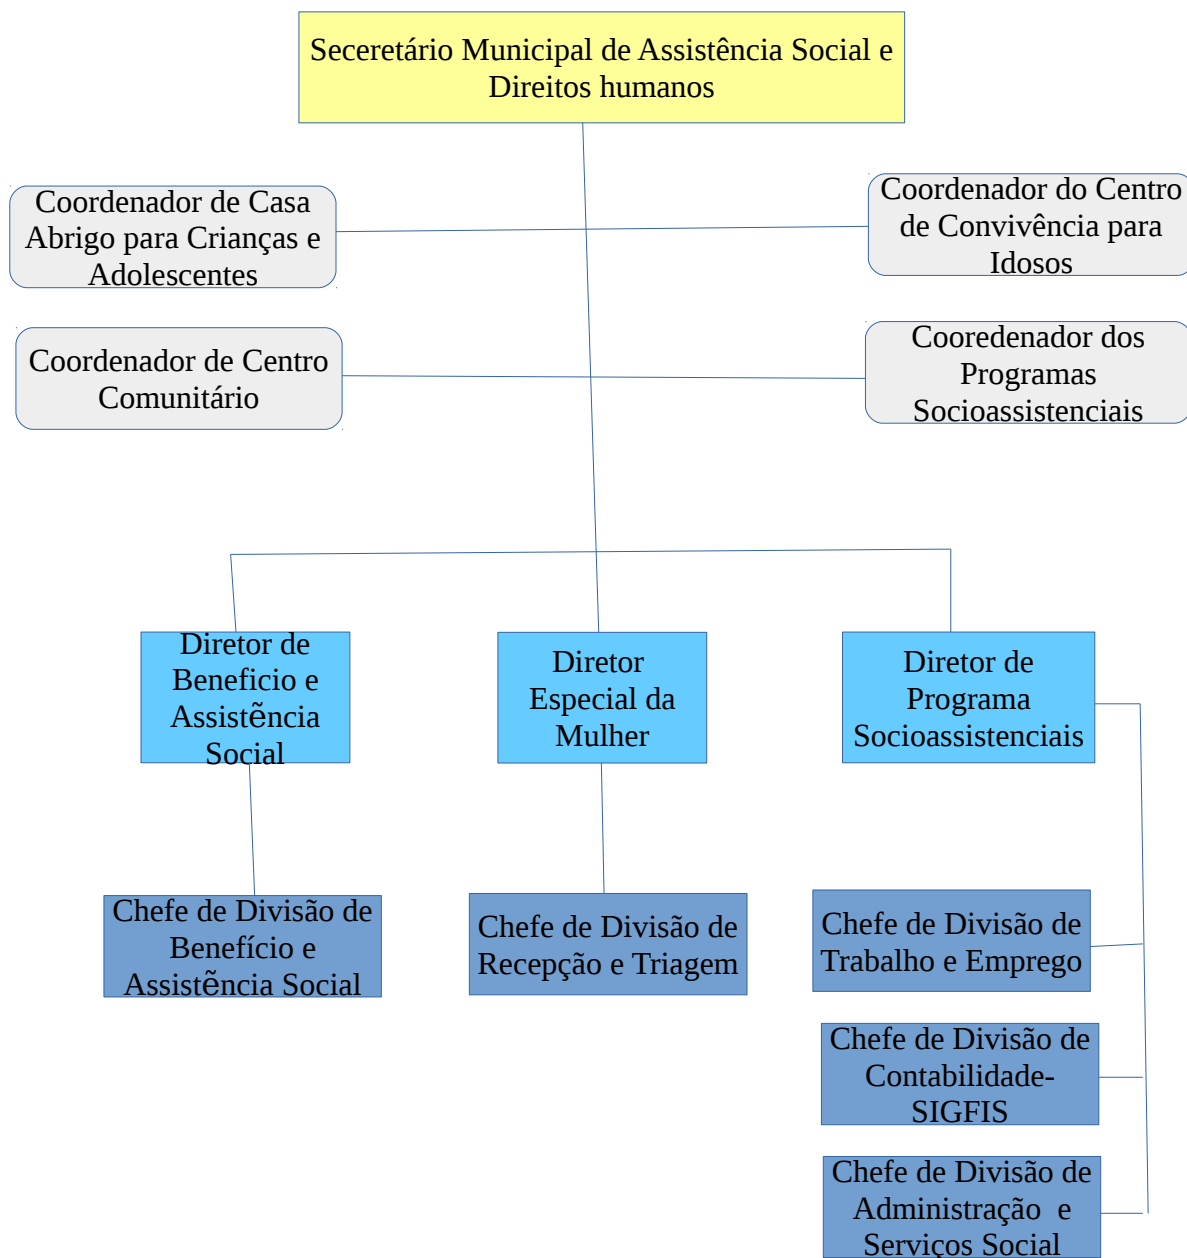 Seceretário Municipal de Assistência Social e
Direitos humanos
Coordenador de Casa
Abrigo para Crianças e
Adolescentes
Coordenador do Centro
de Convivência para
Idosos
Coordenador de Centro
Comunitário
Cooredenador dos
Programas
Socioassistenciais
Diretor de
Beneficio e
Assistẽncia
Social
Diretor
Especial da
Mulher
Diretor de
Programa
Socioassistenciais
Chefe de Divisão de
Benefício e
Assistẽncia Social
Chefe de Divisão de
Recepção e Triagem
Chefe de Divisão de
Trabalho e Emprego
Chefe de Divisão de
Contabilidade-
SIGFIS
Chefe de Divisão de
Administração e
Serviços Social